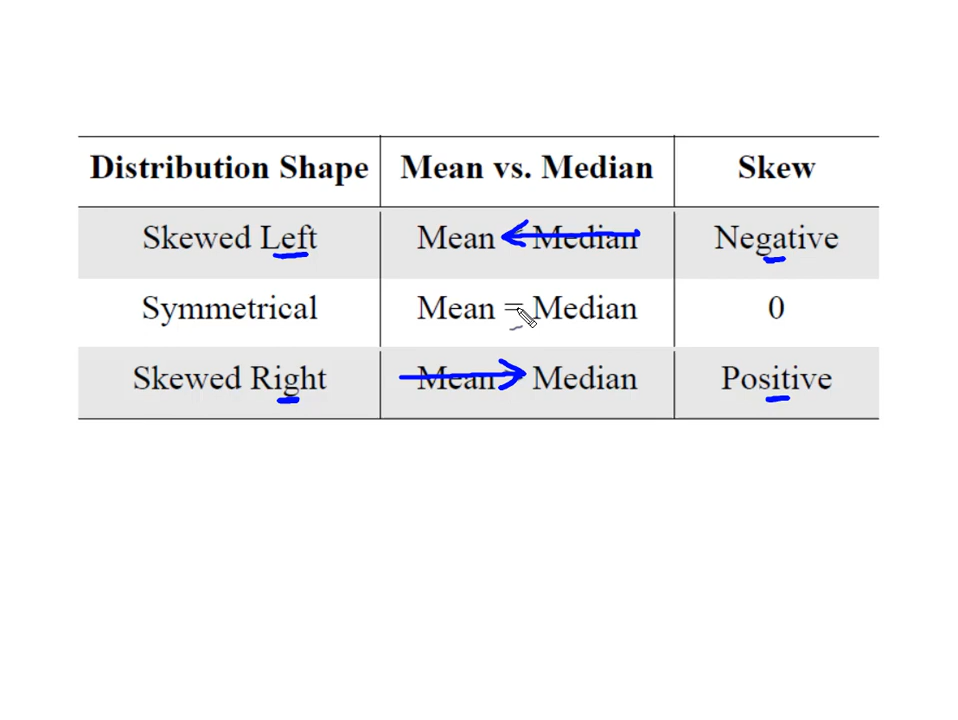 Distribution Shape Mean vs. Median Skew
Skewed Left Mean < Median Negative
Symmetrical Mean = Median 0
Skewed Right Mean > Median Positive